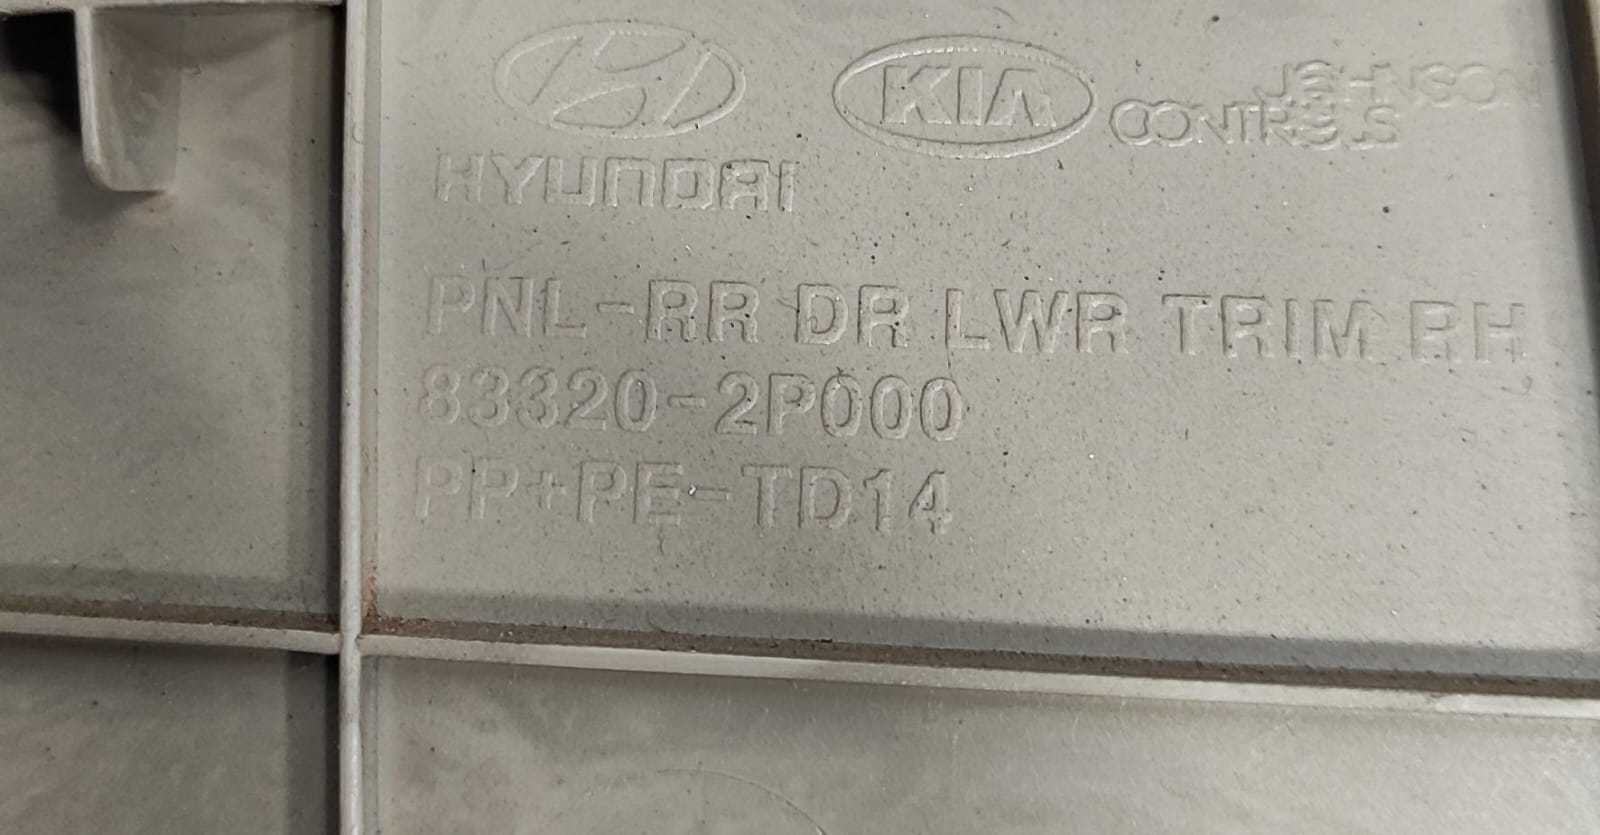 KIA
JOHNSON
CONTROLS
HYUNDAI
PNL-RR DR LWR TRIM RH
83320-2P000
PP+PE-TD14